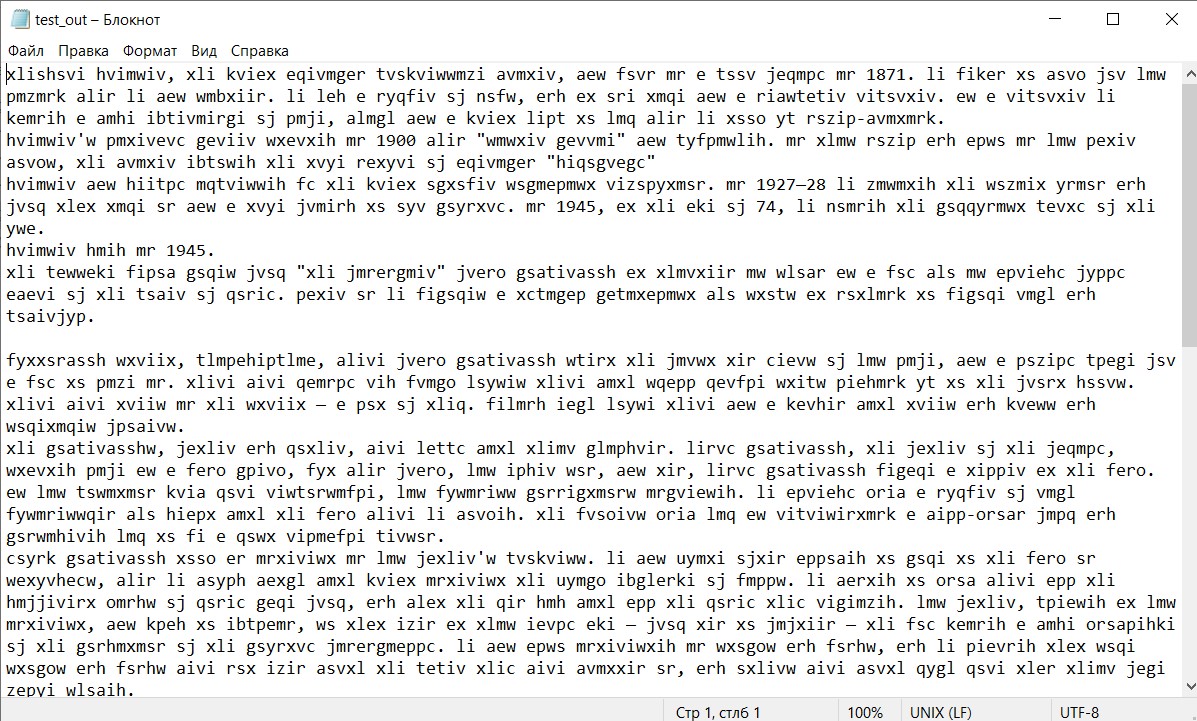 test_out – Блокнот
Файл Правка Формат Вид Справка
xlishsvi hvimwiv, xli kviex eqivmger tvskviwwmzi avmxiv, aew fsvr mr e tssv jeqmpc mr 1871. li fiker xs asvo jsv lmw
pmzmrk alir li aew wmbxiir. li leh e ryqfiv sj nsfw, erh ex sri xmqi aew e riawtetiv vitsvxiv. ew e vitsvxiv li
kemrih e amhi ibtivmirgi sj pmji, almgl aew e kviex lipt xs lmq alir li xsso yt rszip-avmxmrk.
hvimwiv'w pmxivevc geviiv wxevxih mr 1900 alir "wmwxiv gevvmi" aew tyfpmwlih. mr xlmw rszip erh epws mr lmw pexiv
asvow, xli avmxiv ibtswih xli xvyi rexyvi sj eqivmger "hiqsgvegc"
hvimwiv aew hiitpc mqtviwwih fc xli kviex sgxsfiv wsgmepmwx vizspyxmsr. mr 1927—28 li zmwmxih xli wszmix yrmsr erh
jvsq xlex xmqi sr aew e xvyi jvmirh xs syv gsyrxvc. mr 1945, ex xli eki sj 74, li nsmrih xli gsqqyrmwx tevxc sj xli
ywe.
hvimwiv hmih mr 1945.
xli tewweki fipsa gsqiw jvsq "xli jmrergmiv" jvero gsativassh ex xlmvxiir mw wlsar ew e fsc als mw epviehc jyppc
eaevi sj xli tsaiv sj qsric. pexiv sr li figsqiw e xctmgep getmxepmwx als wxstw ex rsxlmrk xs figsqi vmgl erh
tsaivjyp.
fyxxsrassh wxviix, tlmpehiptlme, alivi jvero gsativassh wtirx xli jmvwx xir cievw sj lmw pmji, aew e pszipc tpegi jsv
e fsc xs pmzi mr. xlivi aivi qemrpc vih fvmgo lsywiw xlivi amxl wqepp qevfpi wxitw piehmrk yt xs xli jvsrx hssvw.
xlivi aivi xviiw mr xli wxviix — e psx sj xliq. filmrh iegl lsywi xlivi aew e kevhir amxl xviiw erh kveww erh
wsqixmqiw jpsaivw.
xli gsativasshw, jexliv erh qsxliv, aivi lettc amxl xlimv glmphvir. lirvc gsativassh, xli jexliv sj xli jeqmpc,
wxevxih pmji ew e fero gpivo, fyx alir jvero, lmw iphiv wsr, aew xir, lirvc gsativassh figeqi e xippiv ex xli fero.
ew lmw tswmxmsr kvia qsvi viwtsrwmfpi, lmw fywmriww gsrrigxmsrw mrgviewih. li epviehc oria e ryqfiv sj vmgl
fywmriwwqir als hiepx amxl xli fero alivi li asvoih. xli fvsoivw oria lmq ew vitviwirxmrk e aipp-orsar jmpq erh
gsrwmhivih lmq xs fi e qswx vipmefpi tivwsr.
csyrk gsativassh xsso er mrxiviwx mr lmw jexliv'w tvskviww. li aew uymxi sjxir eppsaih xs gsqi xs xli fero sr
wexyvhecw, alir li asyph aexgl amxl kviex mrxiviwx xli uymgo ibglerki sj fmppw. li aerxih xs orsa alivi epp xli
hmjjivirx omrhw sj qsric geqi jvsq, erh alex xli qir hmh amxl epp xli qsric xlic vigimzih. lmw jexliv, tpiewih ex lmw
mrxiviwx, aew kpeh xs ibtpemr, ws xlex izir ex xlmw ievpc eki — jvsq xir xs jmjxiir — xli fsc kemrih e amhi orsapihki
sj xli gsrhmxmsr sj xli gsyrxvc jmrergmeppc. li aew epws mrxiviwxih mr wxsgow erh fsrhw, erh li pievrih xlex wsqi
wxsgow erh fsrhw aivi rsx izir asvxl xli tetiv xlic aivi avmxxir sr, erh sxlivw aivi asvxl qygl qsvi xler xlimv jegi
zepyi wlsaih.
Стр 1, стлб 1 100% UNIX (LF) UTF-8